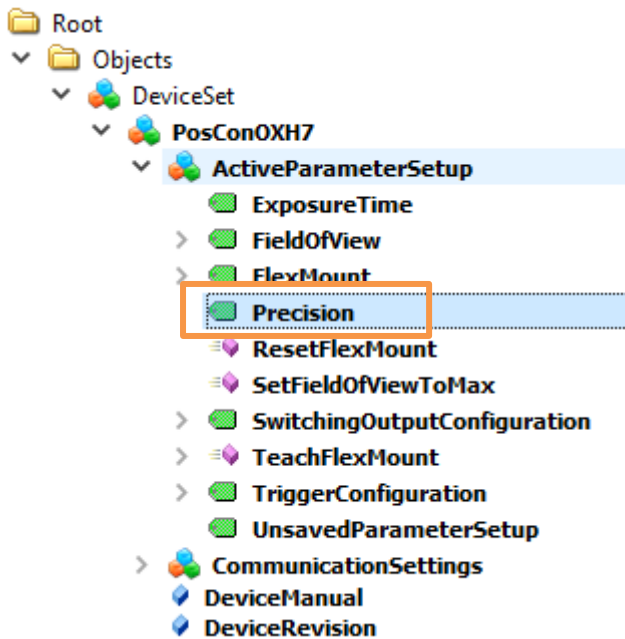 Root
Objects
DeviceSet
PosConOXH7
ActiveParameterSetup
ExposureTime
FieldOfView
FlexMount
Precision
ResetFlexMount
SetFieldOfViewToMax
SwitchingOutputConfiguration
TeachFlexMount
TriggerConfiguration
UnsavedParameterSetup
CommunicationSettings
DeviceManual
DeviceRevision